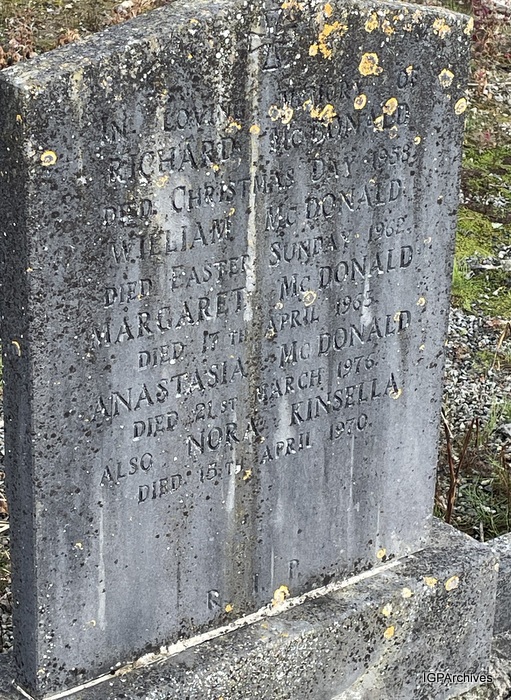 IN LOVING MEMORY OF
RICHARD McDONALD
DIED CHRISTMAS DAY 1958.
WILLIAM McDONALD
DIED EASTER SUNDAY 1962.
MARGARET McDONALD
DIED 17TH APRIL 1965.
ANASTASIA McDONALD
DIED 21ST MARCH 1976.
ALSO NORA KINSELLA
DIED 15TH APRIL 1970.
R I P
IGPArchives